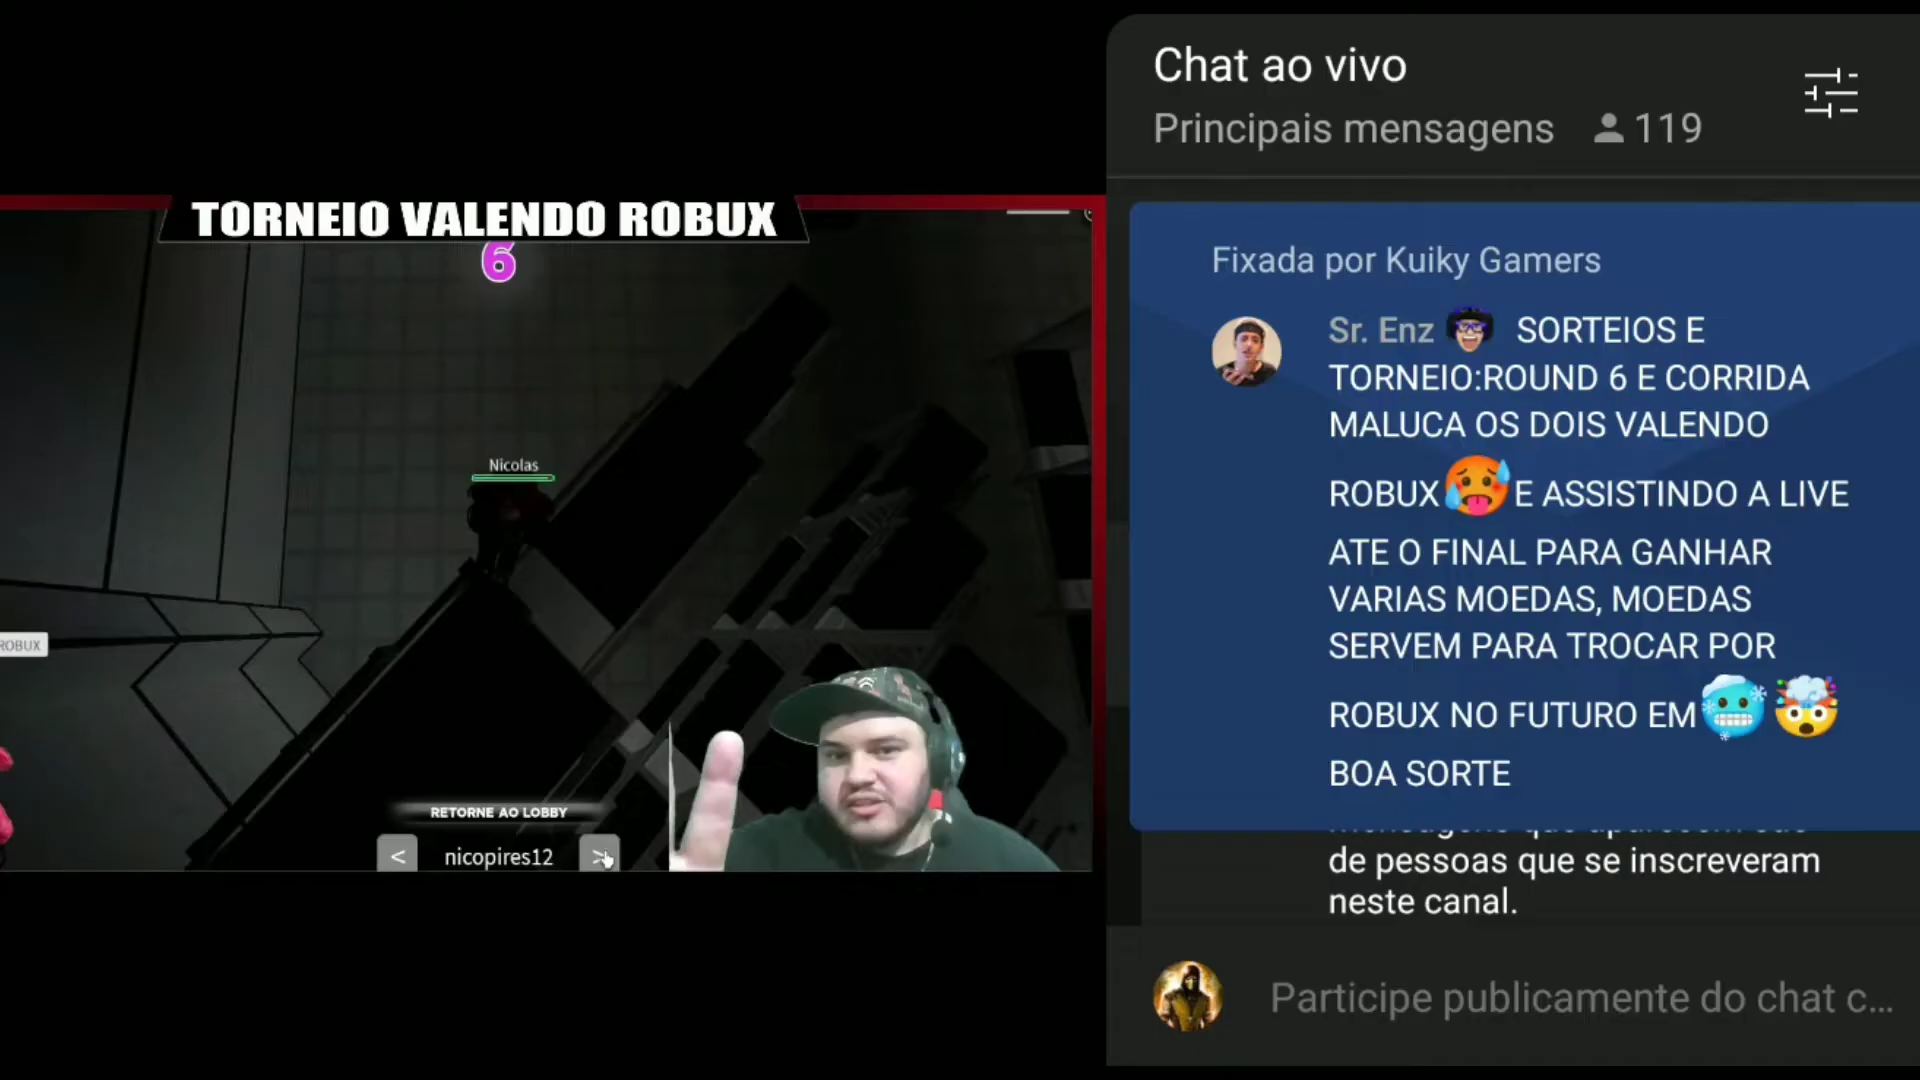 TORNEIO VALENDO ROBUX
6
Nicolas
ROBUX
RETORNE AO LOBBY
< nicopires12 >
Chat ao vivo
Principais mensagens 119
Fixada por Kuiky Gamers
Sr. Enz SORTEIOS E
TORNEIO:ROUND 6 E CORRIDA
MALUCA OS DOIS VALENDO
ROBUX🥵E ASSISTINDO A LIVE
ATE O FINAL PARA GANHAR
VARIAS MOEDAS, MOEDAS
SERVEM PARA TROCAR POR
ROBUX NO FUTURO EM🥶🤯
BOA SORTE
de pessoas que se inscreveram
neste canal.
Participe publicamente do chat c...